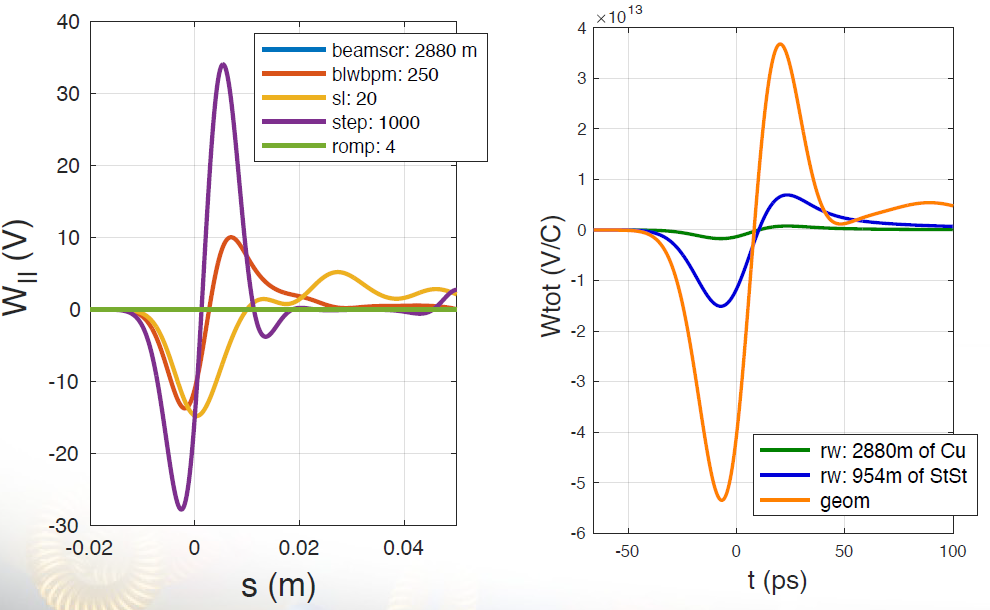 40
30
20
10
0
-10
-20
-30
W|| (V)
-0.02
0
0.02
0.04
s (m)
beamscr: 2880 m
blwbpm: 250
sl: 20
step: 1000
romp: 4
×10^13
4
3
2
1
0
-1
-2
-3
-4
-5
-6
Wtot (V/C)
-50
0
50
100
t (ps)
rw: 2880m of Cu
rw: 954m of StSt
geom